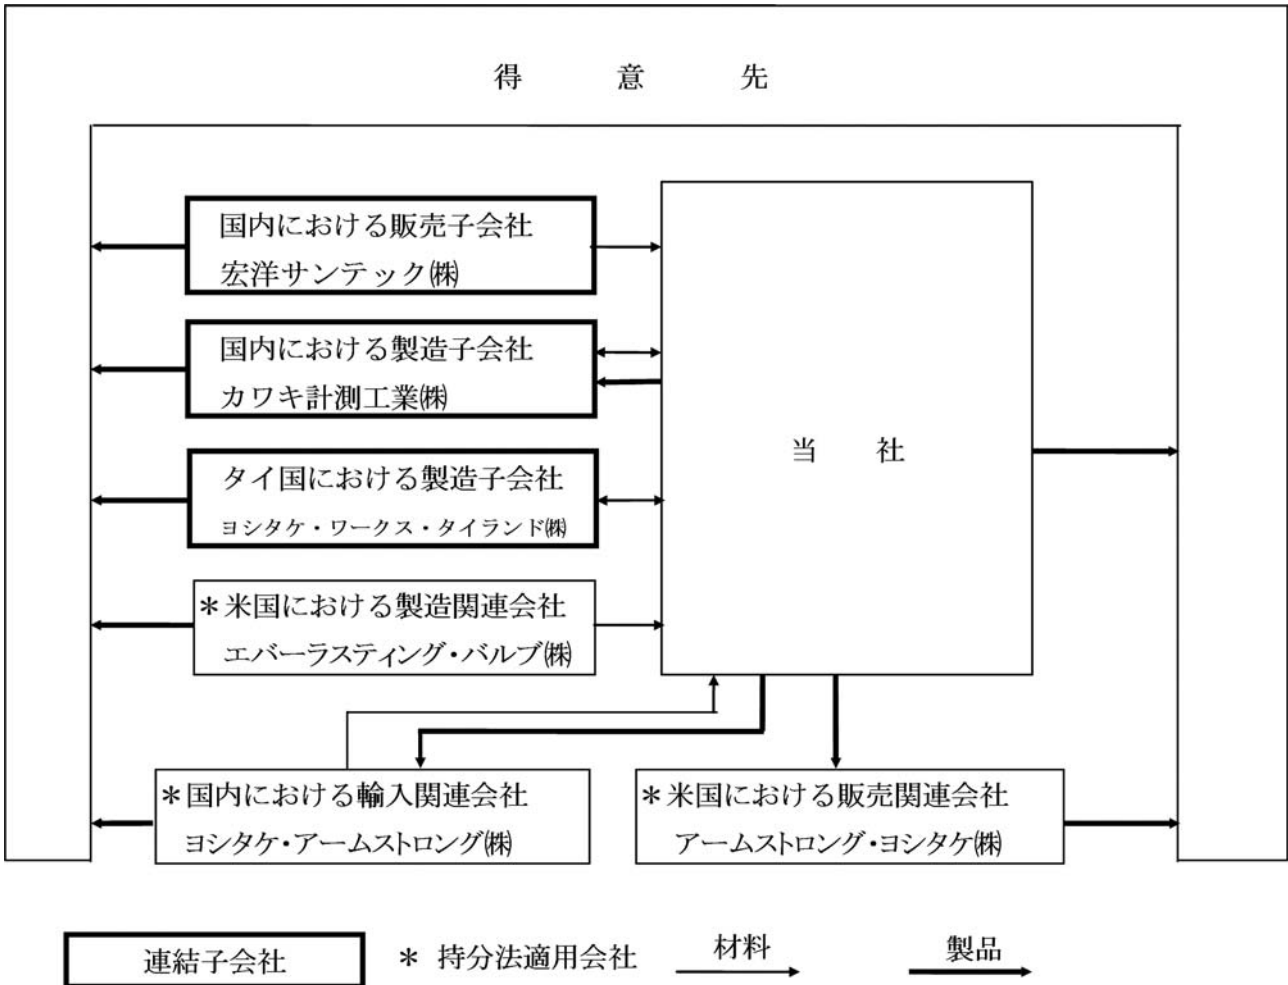 得意先
国内における販売子会社
宏洋サンテック㈱
国内における製造子会社
カワキ計測工業㈱
当社
タイ国における製造子会社
ヨシタケ・ワークス・タイランド㈱
＊米国における製造関連会社
エバーラスティング・バルブ㈱
＊国内における輸入関連会社
ヨシタケ・アームストロング㈱
＊米国における販売関連会社
アームストロング・ヨシタケ㈱
連結子会社
＊ 持分法適用会社
材料
製品